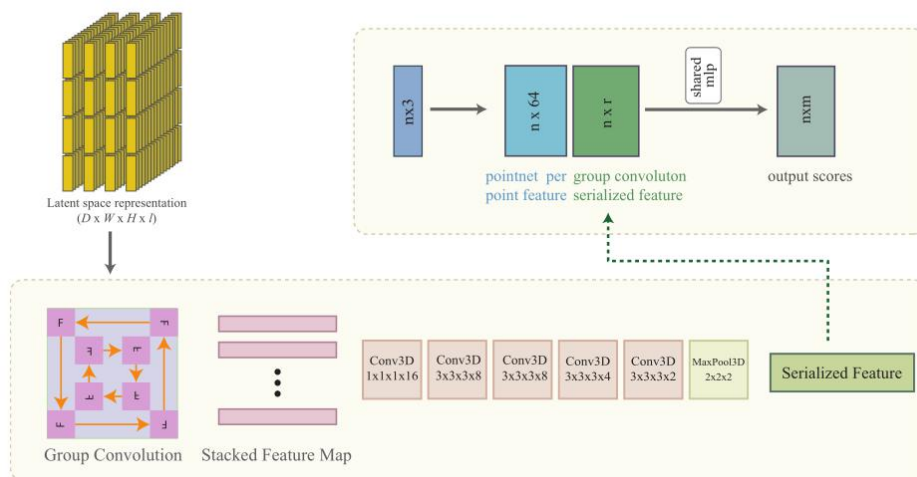 Latent space representation
(D x W x H x l)
nx3
n x 64
n x r
shared
mlp
nxm
pointnet per
point feature
group convoluton
serialized feature
output scores
F
F
F
F
F
F
F
F
Group Convolution
Stacked Feature Map
Conv3D
1x1x1x16
Conv3D
3x3x3x8
Conv3D
3x3x3x8
Conv3D
3x3x3x4
Conv3D
3x3x3x2
MaxPool3D
2x2x2
Serialized Feature